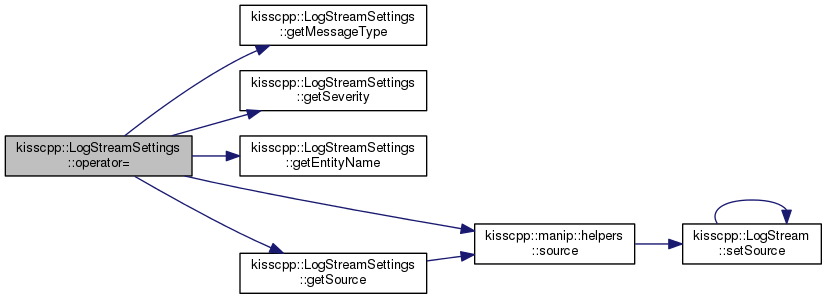 kisscpp::LogStreamSettings
::getMessageType
kisscpp::LogStreamSettings
::getSeverity
kisscpp::LogStreamSettings
::operator=
kisscpp::LogStreamSettings
::getEntityName
kisscpp::manip::helpers
::source
kisscpp::LogStream
::setSource
kisscpp::LogStreamSettings
::getSource